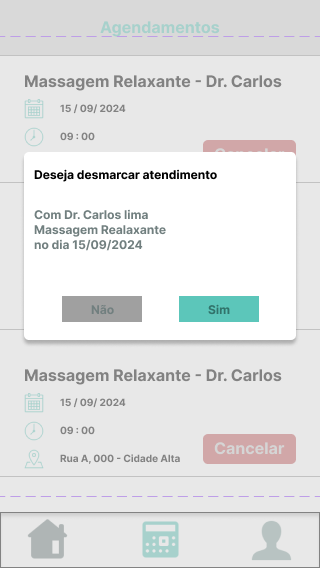 Agendamentos
Massagem Relaxante - Dr. Carlos
15 / 09/ 2024
09 : 00
Cancelar
Deseja desmarcar atendimento
Com Dr. Carlos lima
Massagem Realaxante
no dia 15/09/2024
Não
Sim
Massagem Relaxante - Dr. Carlos
15 / 09/ 2024
09 : 00
Rua A, 000 - Cidade Alta
Cancelar